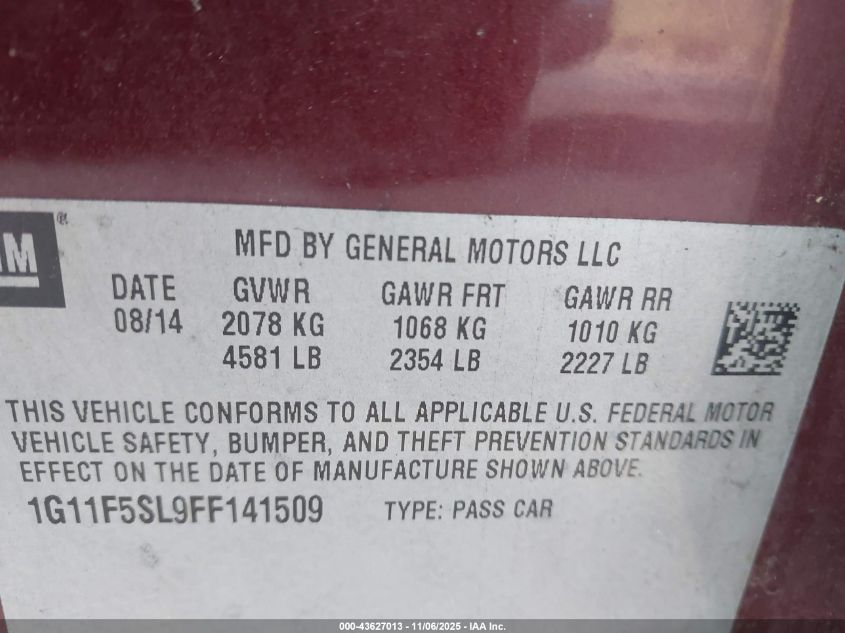 M ®
MFD BY GENERAL MOTORS LLC
DATE GVWR GAWR FRT GAWR RR
08/14 2078 KG 1068 KG 1010 KG
4581 LB 2354 LB 2227 LB
THIS VEHICLE CONFORMS TO ALL APPLICABLE U.S. FEDERAL MOTOR
VEHICLE SAFETY, BUMPER, AND THEFT PREVENTION STANDARDS IN
EFFECT ON THE DATE OF MANUFACTURE SHOWN ABOVE.
1G11F5SL9FF141509 TYPE: PASS CAR
000-43627013 - 11/06/2025 - IAA Inc.